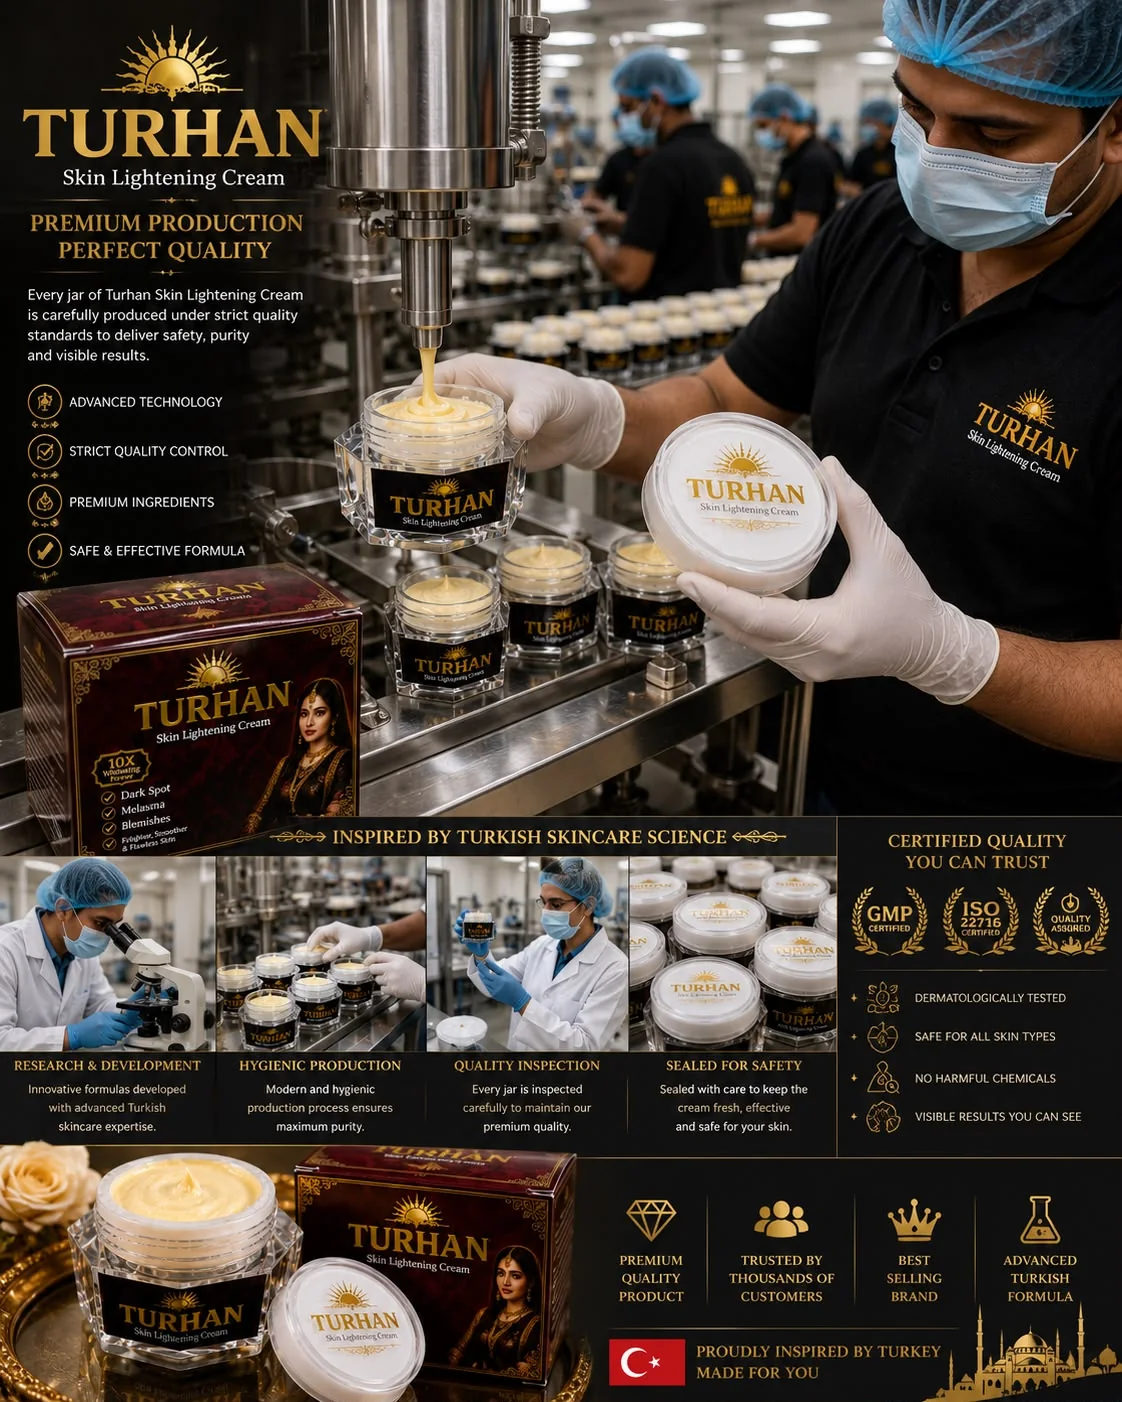 TURHAN
Skin Lightening Cream
PREMIUM PRODUCTION
PERFECT QUALITY
Every jar of Turhan Skin Lightening Cream
is carefully produced under strict quality
standards to deliver safety, purity
and visible results.
ADVANCED TECHNOLOGY
STRICT QUALITY CONTROL
PREMIUM INGREDIENTS
SAFE & EFFECTIVE FORMULA
TURHAN
TURHAN
Skin Lightening Cream
TURHAN
Skin Lightening Cream
TURHAN
Skin Lightening Cream
TURHAN
TURHAN
TURHAN
TURHAN
TURHAN
Skin Lightening Cream
10X
Dark Spot
Melasma
Blemishes
& Flawless Skin
INSPIRED BY TURKISH SKINCARE SCIENCE
RESEARCH & DEVELOPMENT
Innovative formulas developed
with advanced Turkish
skincare expertise.
HYGIENIC PRODUCTION
Modern and hygienic
production process ensures
maximum purity.
QUALITY INSPECTION
Every jar is inspected
carefully to maintain our
premium quality.
TURHAN
TURHAN
SEALED FOR SAFETY
Sealed with care to keep the
cream fresh, effective
and safe for your skin.
CERTIFIED QUALITY
YOU CAN TRUST
GMP
CERTIFIED
ISO
22716
CERTIFIED
QUALITY
ASSURED
DERMATOLOGICALLY TESTED
SAFE FOR ALL SKIN TYPES
NO HARMFUL CHEMICALS
VISIBLE RESULTS YOU CAN SEE
TURHAN
Skin Lightening Cream
TURHAN
Skin Lightening Cream
TURHAN
Skin Lightening Cream
PREMIUM
QUALITY
PRODUCT
TRUSTED BY
THOUSANDS OF
CUSTOMERS
BEST
SELLING
BRAND
ADVANCED
TURKISH
FORMULA
PROUDLY INSPIRED BY TURKEY
MADE FOR YOU